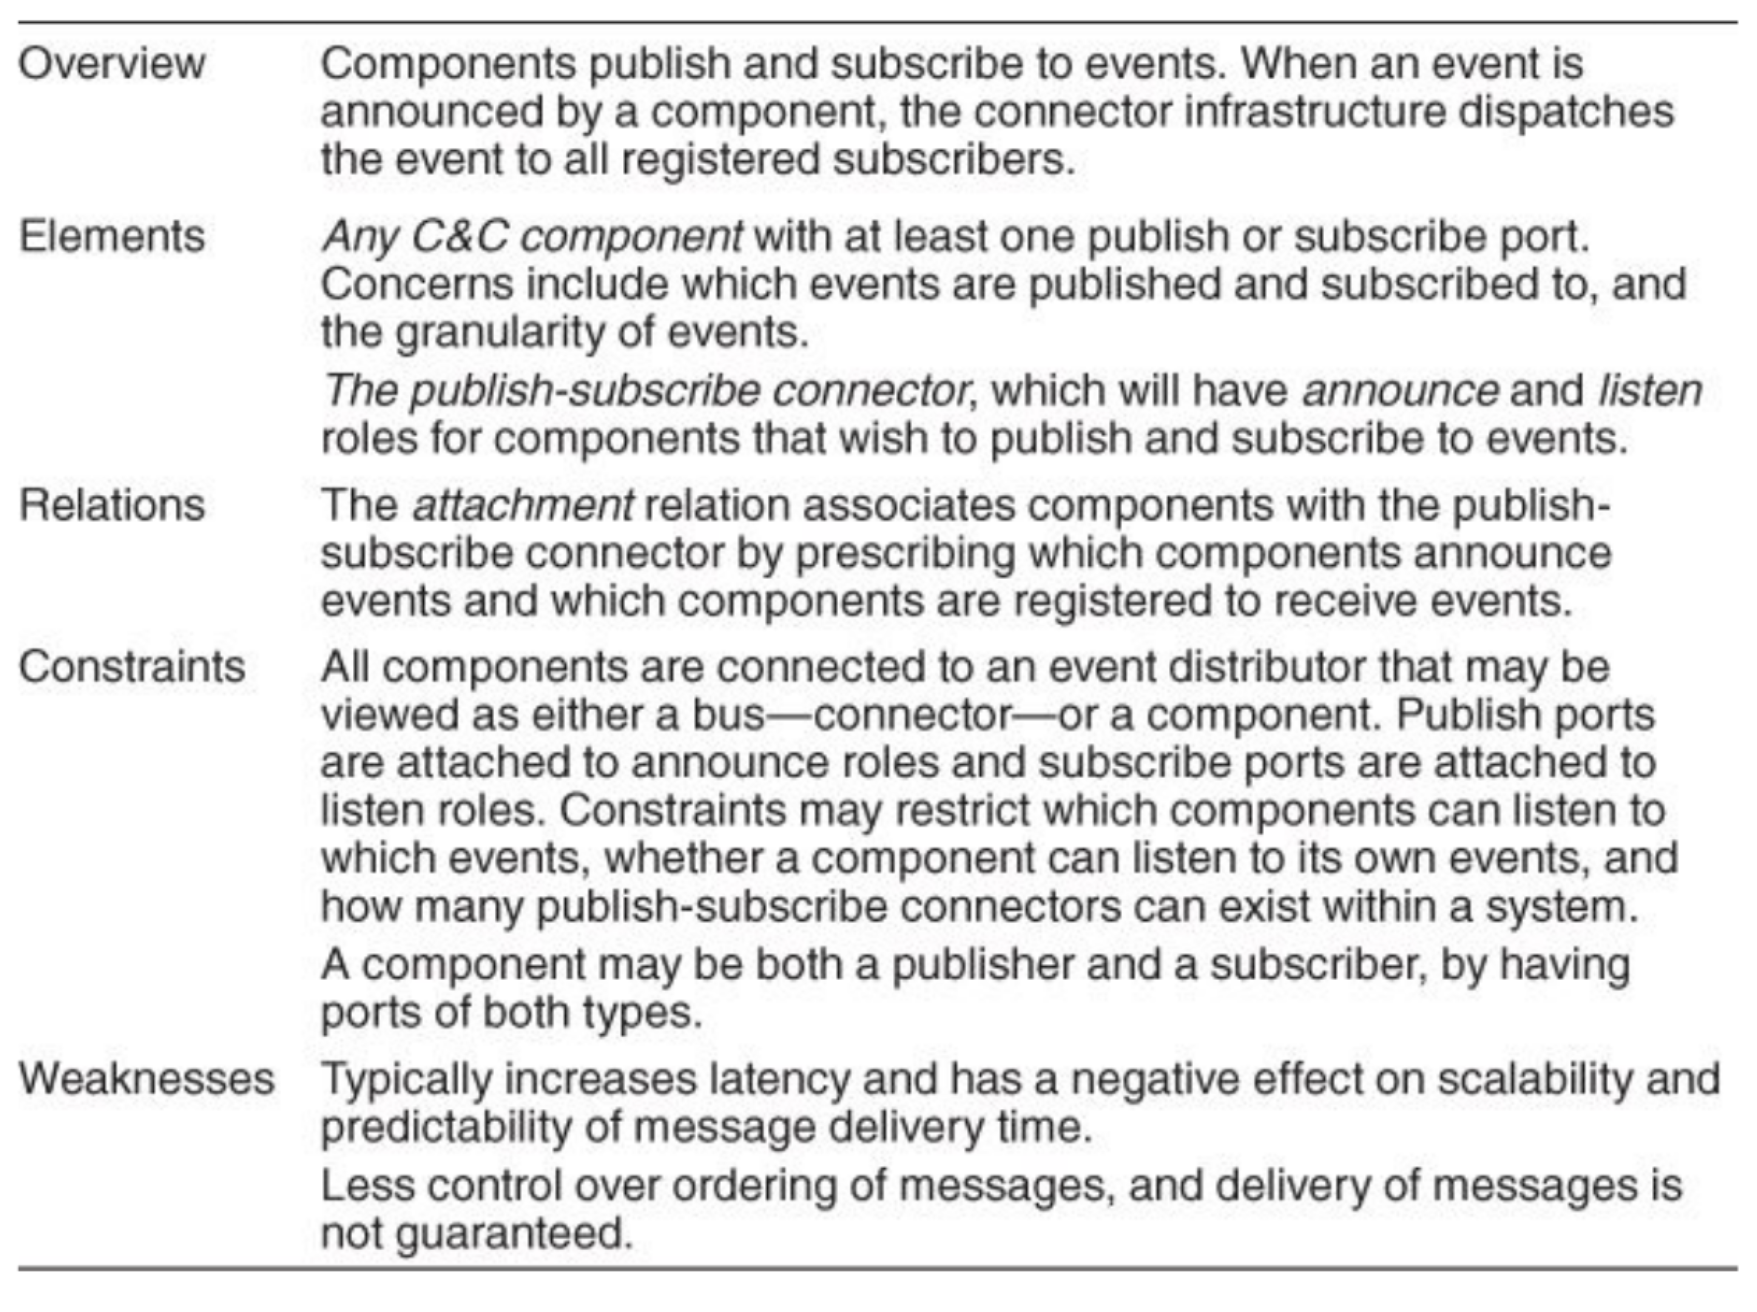 Overview Components publish and subscribe to events. When an event is
announced by a component, the connector infrastructure dispatches
the event to all registered subscribers.
Elements Any C&C component with at least one publish or subscribe port.
Concerns include which events are published and subscribed to, and
the granularity of events.
The publish-subscribe connector, which will have announce and listen
roles for components that wish to publish and subscribe to events.
Relations The attachment relation associates components with the publish-
subscribe connector by prescribing which components announce
events and which components are registered to receive events.
Constraints All components are connected to an event distributor that may be
viewed as either a bus—connector—or a component. Publish ports
are attached to announce roles and subscribe ports are attached to
listen roles. Constraints may restrict which components can listen to
which events, whether a component can listen to its own events, and
how many publish-subscribe connectors can exist within a system.
A component may be both a publisher and a subscriber, by having
ports of both types.
Weaknesses Typically increases latency and has a negative effect on scalability and
predictability of message delivery time.
Less control over ordering of messages, and delivery of messages is
not guaranteed.